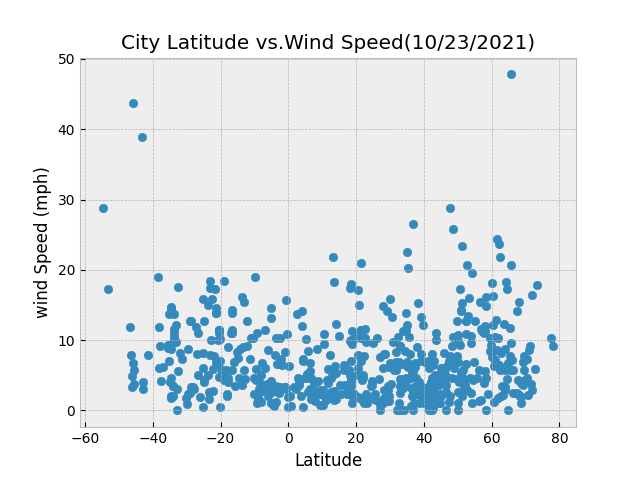 City Latitude vs.Wind Speed(10/23/2021)
50
40
30
20
10
0
wind Speed (mph)
−60 −40 −20 0 20 40 60 80
Latitude